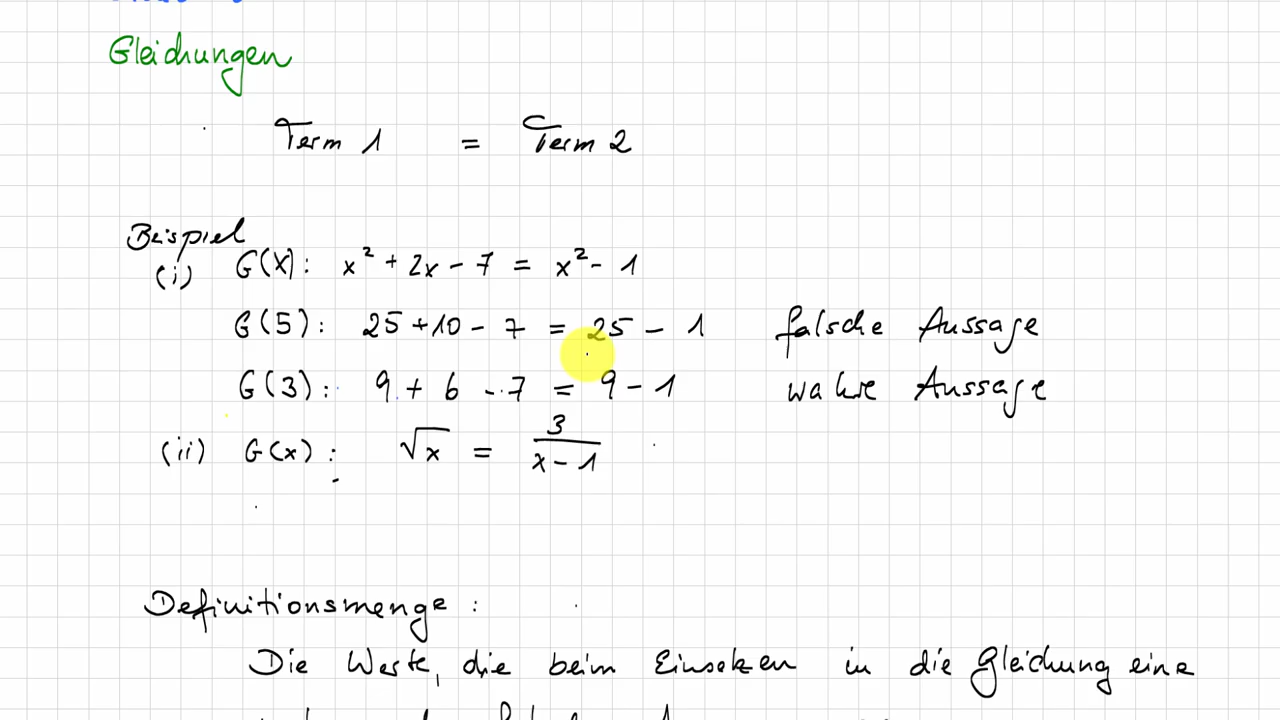 Gleichungen
Term 1 = Term 2
Beispiel
(i) G(x): x² + 2x - 7 = x² - 1
G(5): 25 + 10 - 7 = 25 - 1 falsche Aussage
G(3): 9 + 6 - 7 = 9 - 1 wahre Aussage
(ii) G(x): √x = 3/(x - 1)
Definitionsmenge:
Die Werte, die beim Einsetzen in die Gleichung eine